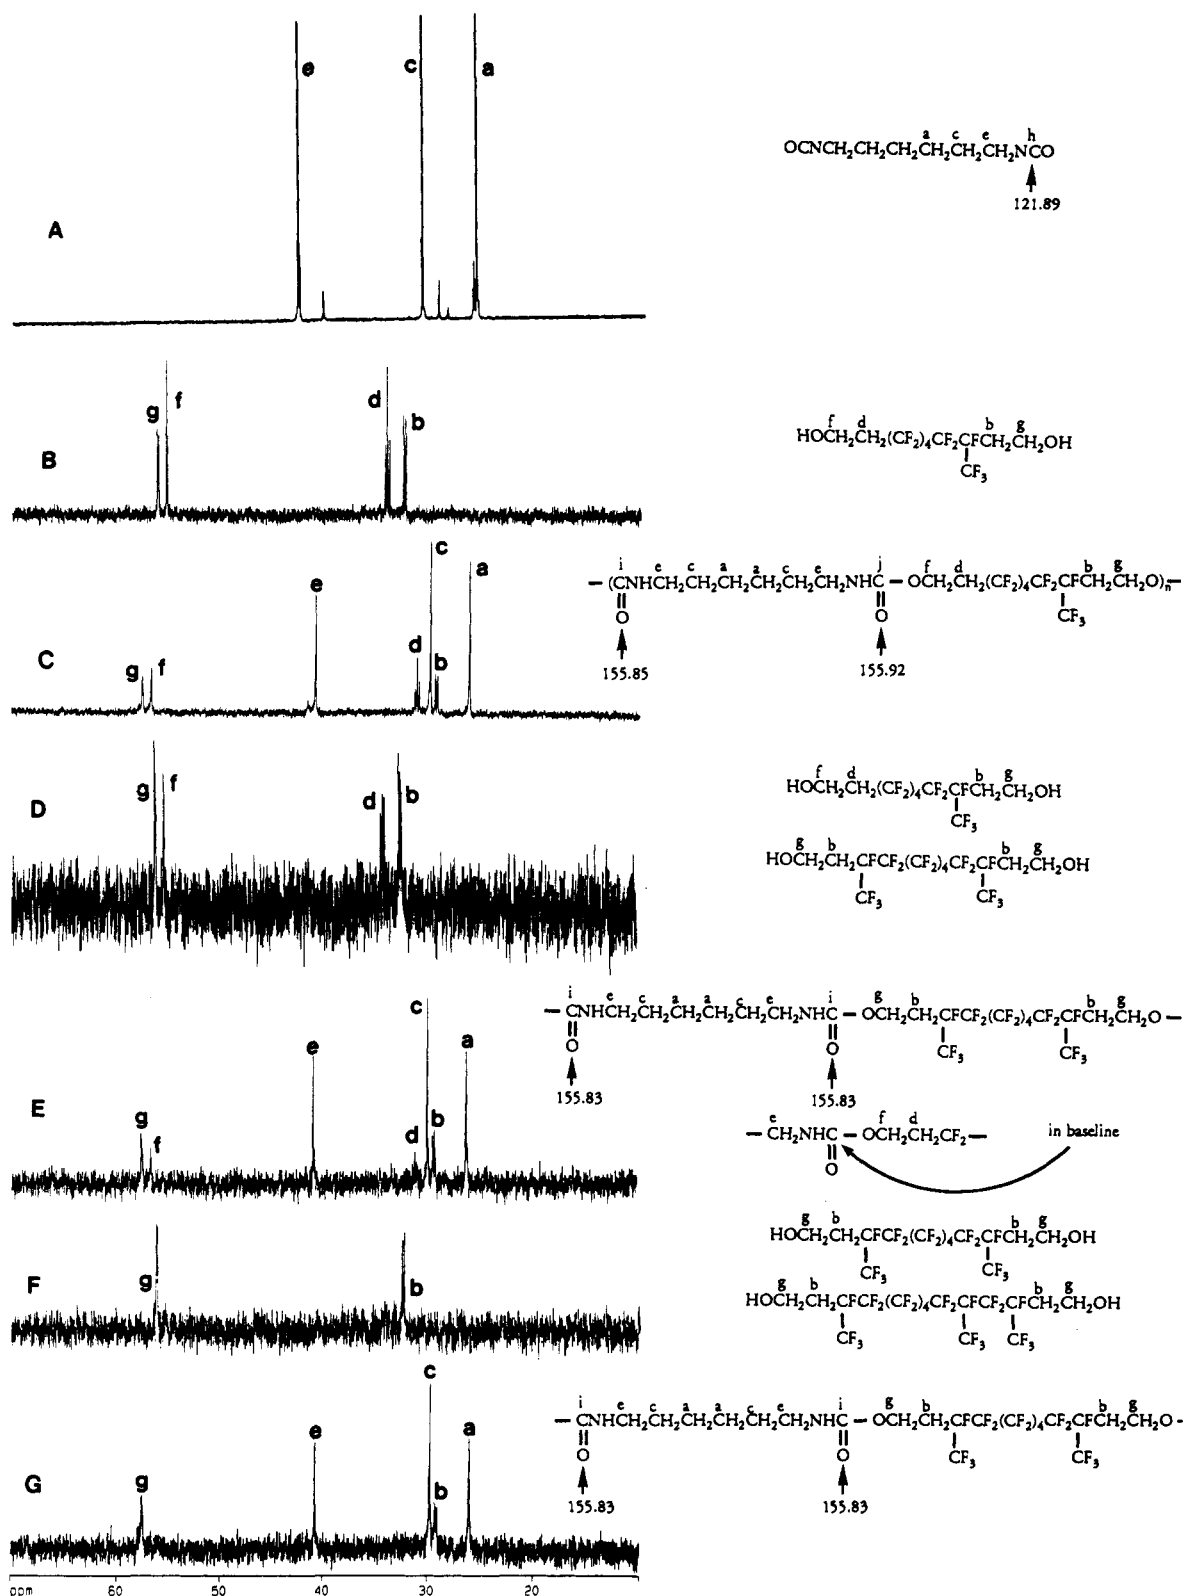 e c a
h
a c e
OCNCH₂CH₂CH₂CH₂CH₂CH₂NCO
121.89
A
g f d b
f d b g
HOCH₂CH₂(CF₂)₄CF₂CFCH₂CH₂OH
CF₃
B
c
e a
d
g f b
i j
e c a a c e f d b g
— (CNHCH₂CH₂CH₂CH₂CH₂CH₂NHC — OCH₂CH₂(CF₂)₄CF₂CFCH₂CH₂O)ₙ—
O O CF₃
155.85 155.92
C
g f d b
f d b g
HOCH₂CH₂(CF₂)₄CF₂CFCH₂CH₂OH
CF₃
D
g b b g
HOCH₂CH₂CFCF₂(CF₂)₄CF₂CFCH₂CH₂OH
CF₃ CF₃
c
e a
g d b
f
i i
e c a a c e g b b g
— CNHCH₂CH₂CH₂CH₂CH₂CH₂NHC — OCH₂CH₂CFCF₂(CF₂)₄CF₂CFCH₂CH₂O —
O O CF₃ CF₃
155.83 155.83
E
e f d
— CH₂NHC — OCH₂CH₂CF₂— in baseline
O
g b
g b b g
HOCH₂CH₂CFCF₂(CF₂)₄CF₂CFCH₂CH₂OH
CF₃ CF₃
F
g b b g
HOCH₂CH₂CFCF₂(CF₂)₄CF₂CFCF₂CFCH₂CH₂OH
CF₃ CF₃ CF₃
c
e a
g b
i i
e c a a c e g b b g
— CNHCH₂CH₂CH₂CH₂CH₂CH₂NHC — OCH₂CH₂CFCF₂(CF₂)₄CF₂CFCH₂CH₂O -
O O CF₃ CF₃
155.83 155.83
G
ppm 60 50 40 30 20